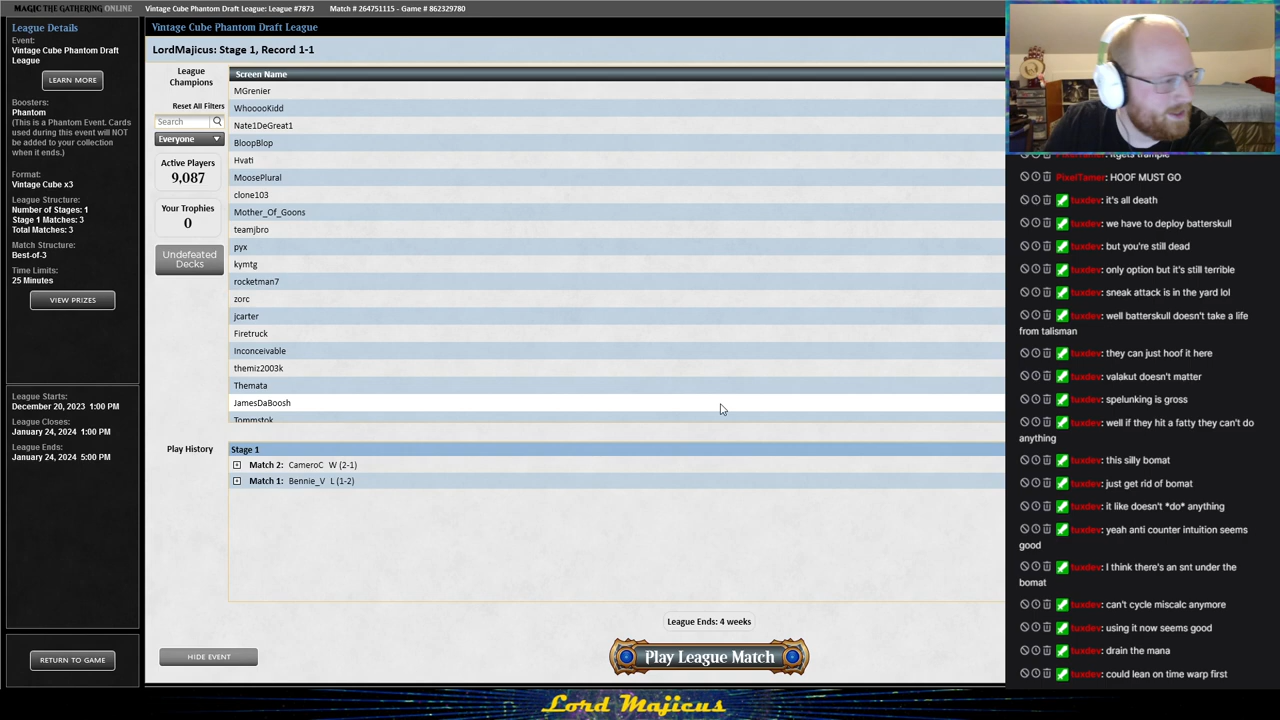 MAGIC THE GATHERING ONLINE
Vintage Cube Phantom Draft League: League #7873
Match # 264751115 - Game # 862329780
League Details
Event:
Vintage Cube Phantom Draft
League
LEARN MORE
Boosters:
Phantom
(This is a Phantom Event. Cards
used during this event will NOT
be added to your collection
when it ends.)
Format:
Vintage Cube x3
League Structure:
Number of Stages: 1
Stage 1 Matches: 3
Total Matches: 3
Match Structure:
Best-of-3
Time Limits:
25 Minutes
VIEW PRIZES
League Starts:
December 20, 2023 1:00 PM
League Closes:
January 24, 2024 1:00 PM
League Ends:
January 24, 2024 5:00 PM
RETURN TO GAME
Vintage Cube Phantom Draft League
LordMajicus: Stage 1, Record 1-1
League
Champions
Reset All Filters
Search
Everyone
Active Players
9,087
Your Trophies
0
Undefeated
Decks
Screen Name
MGrenier
WhooooKidd
Nate1DeGreat1
BloopBlop
Hvati
MoosePlural
clone103
Mother_Of_Goons
teamjbro
pyx
kymtg
rocketman7
zorc
jcarter
Firetruck
Inconceivable
themiz2003k
Themata
JamesDaBoosh
Tommstok
Play History
Stage 1
Match 2: CameroC W (2-1)
Match 1: Bennie_V L (1-2)
League Ends: 4 weeks
HIDE EVENT
Play League Match
PixelTamer: HOOF MUST GO
tuxdev: it's all death
tuxdev: we have to deploy batterskull
tuxdev: but you're still dead
tuxdev: only option but it's still terrible
tuxdev: sneak attack is in the yard lol
tuxdev: well batterskull doesn't take a life
from talisman
tuxdev: they can just hoof it here
tuxdev: valakut doesn't matter
tuxdev: spelunking is gross
tuxdev: well if they hit a fatty they can't do
anything
tuxdev: this silly bomat
tuxdev: just get rid of bomat
tuxdev: it like doesn't *do* anything
tuxdev: yeah anti counter intuition seems
good
tuxdev: I think there's an snt under the
bomat
tuxdev: can't cycle miscalc anymore
tuxdev: using it now seems good
tuxdev: drain the mana
tuxdev: could lean on time warp first
Lord Majicus